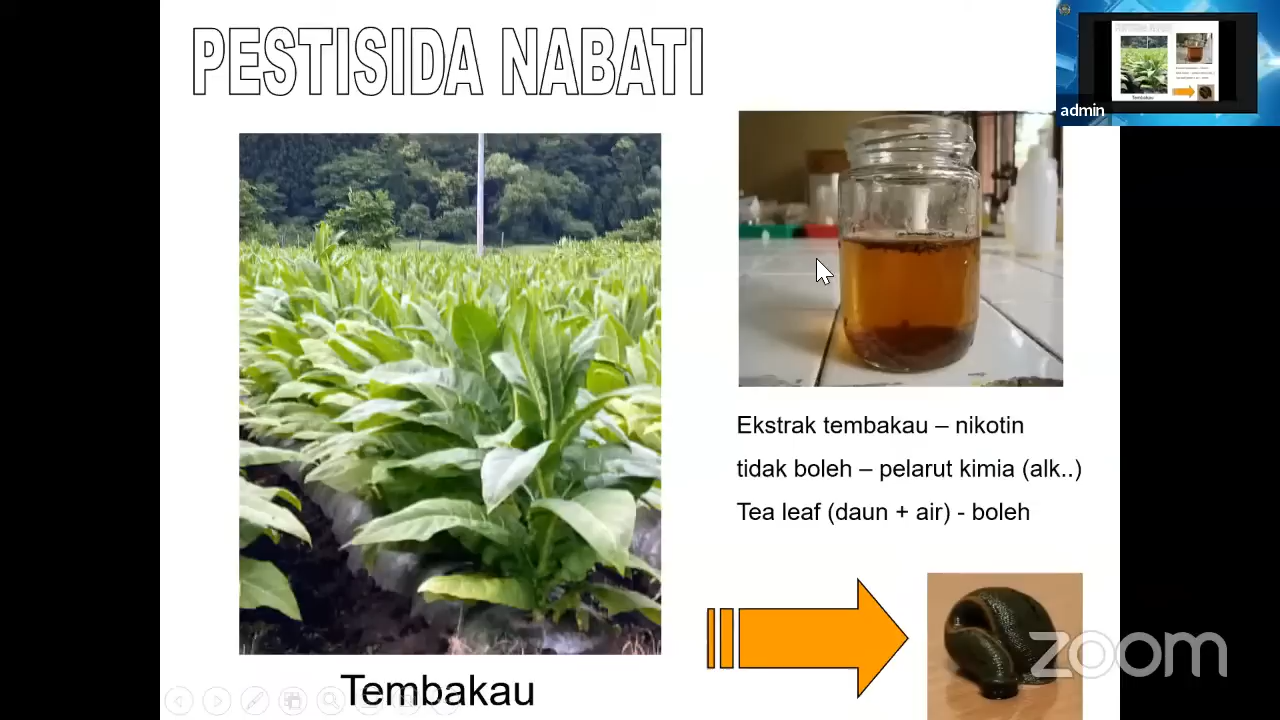 PESTISIDA NABATI
admin
Ekstrak tembakau – nikotin
tidak boleh – pelarut kimia (alk..)
Tea leaf (daun + air) - boleh
Tembakau
zoom